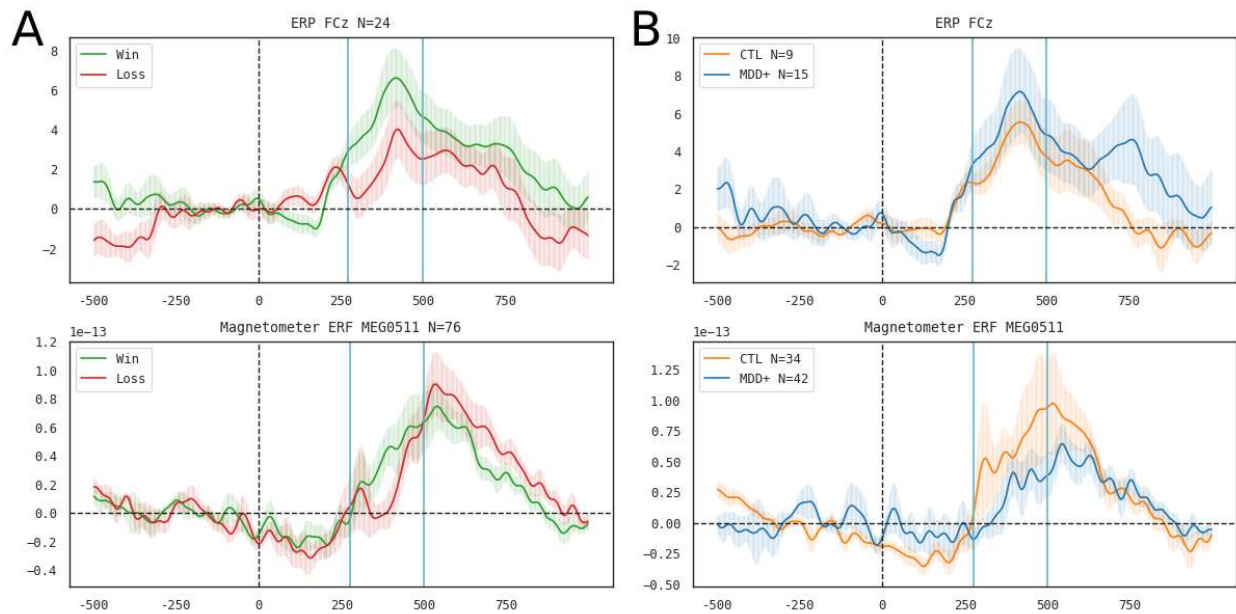 A
ERP FCz N=24
Win
Loss
8
6
4
2
0
−2
-500 -250 0 250 500 750
Magnetometer ERF MEG0511 N=76
1e−13
Win
Loss
1.2
1.0
0.8
0.6
0.4
0.2
0.0
−0.2
−0.4
-500 -250 0 250 500 750
B
ERP FCz
CTL N=9
MDD+ N=15
10
8
6
4
2
0
−2
-500 -250 0 250 500 750
Magnetometer ERF MEG0511
1e−13
CTL N=34
MDD+ N=42
1.25
1.00
0.75
0.50
0.25
0.00
−0.25
−0.50
-500 -250 0 250 500 750